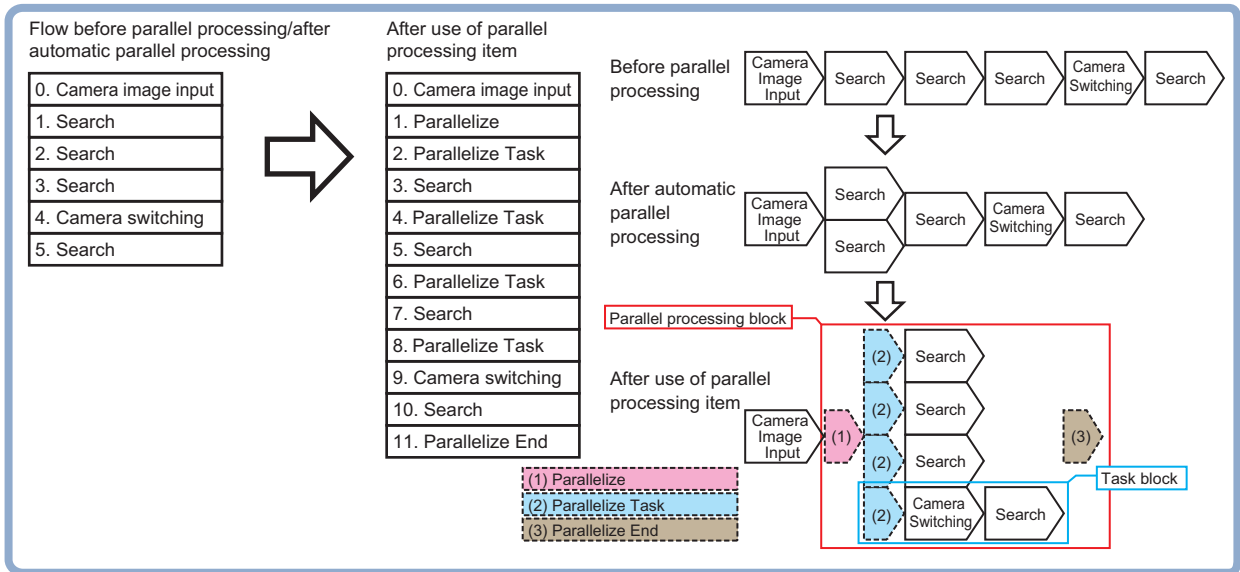 Flow before parallel processing/after
automatic parallel processing
0. Camera image input
1. Search
2. Search
3. Search
4. Camera switching
5. Search
After use of parallel
processing item
0. Camera image input
1. Parallelize
2. Parallelize Task
3. Search
4. Parallelize Task
5. Search
6. Parallelize Task
7. Search
8. Parallelize Task
9. Camera switching
10. Search
11. Parallelize End
Before parallel
processing
Camera
Image
Input
Search
Search
Search
Camera
Switching
Search
After automatic
parallel
processing
Camera
Image
Input
Search
Search
Search
Camera
Switching
Search
Parallel processing block
After use of parallel
processing item
Camera
Image
Input
(1)
(2)
Search
(2)
Search
(2)
Search
(2)
Camera
Switching
Search
(3)
Task block
(1) Parallelize
(2) Parallelize Task
(3) Parallelize End